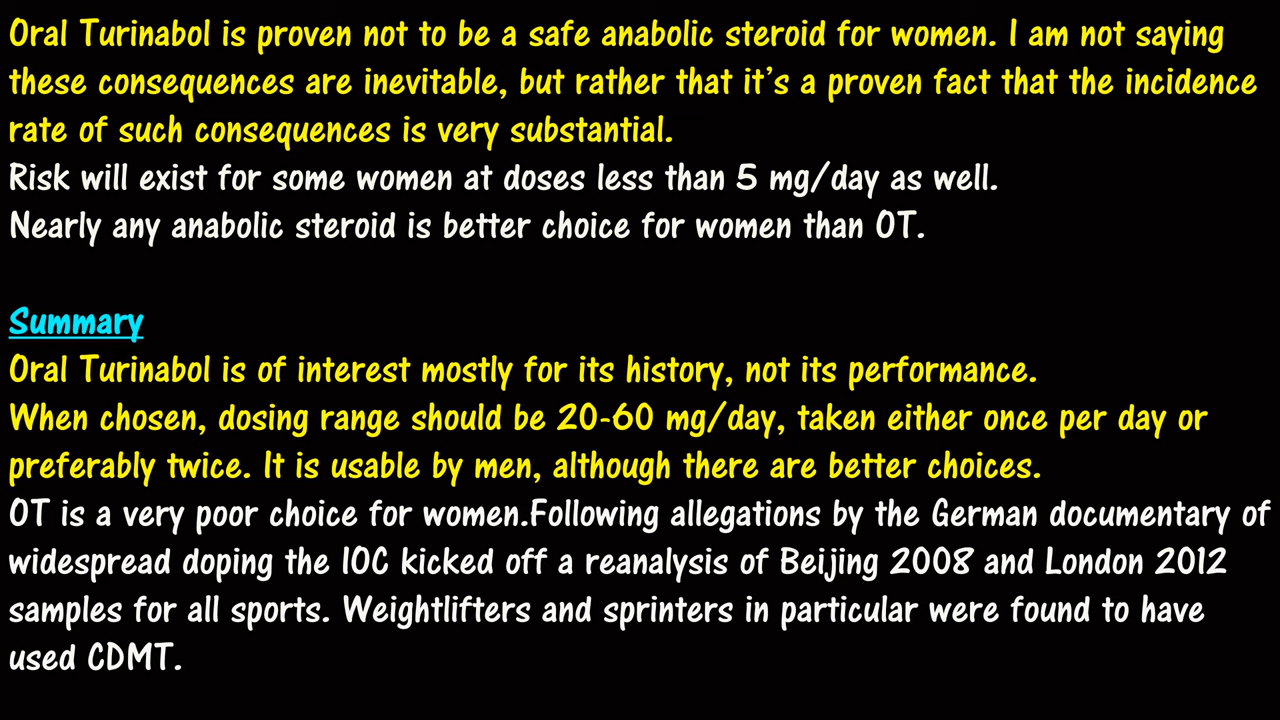 Oral Turinabol is proven not to be a safe anabolic steroid for women. I am not saying
these consequences are inevitable, but rather that it’s a proven fact that the incidence
rate of such consequences is very substantial.
Risk will exist for some women at doses less than 5 mg/day as well.
Nearly any anabolic steroid is better choice for women than OT.
Summary
Oral Turinabol is of interest mostly for its history, not its performance.
When chosen, dosing range should be 20-60 mg/day, taken either once per day or
preferably twice. It is usable by men, although there are better choices.
OT is a very poor choice for women.Following allegations by the German documentary of
widespread doping the IOC kicked off a reanalysis of Beijing 2008 and London 2012
samples for all sports. Weightlifters and sprinters in particular were found to have
used CDMT.